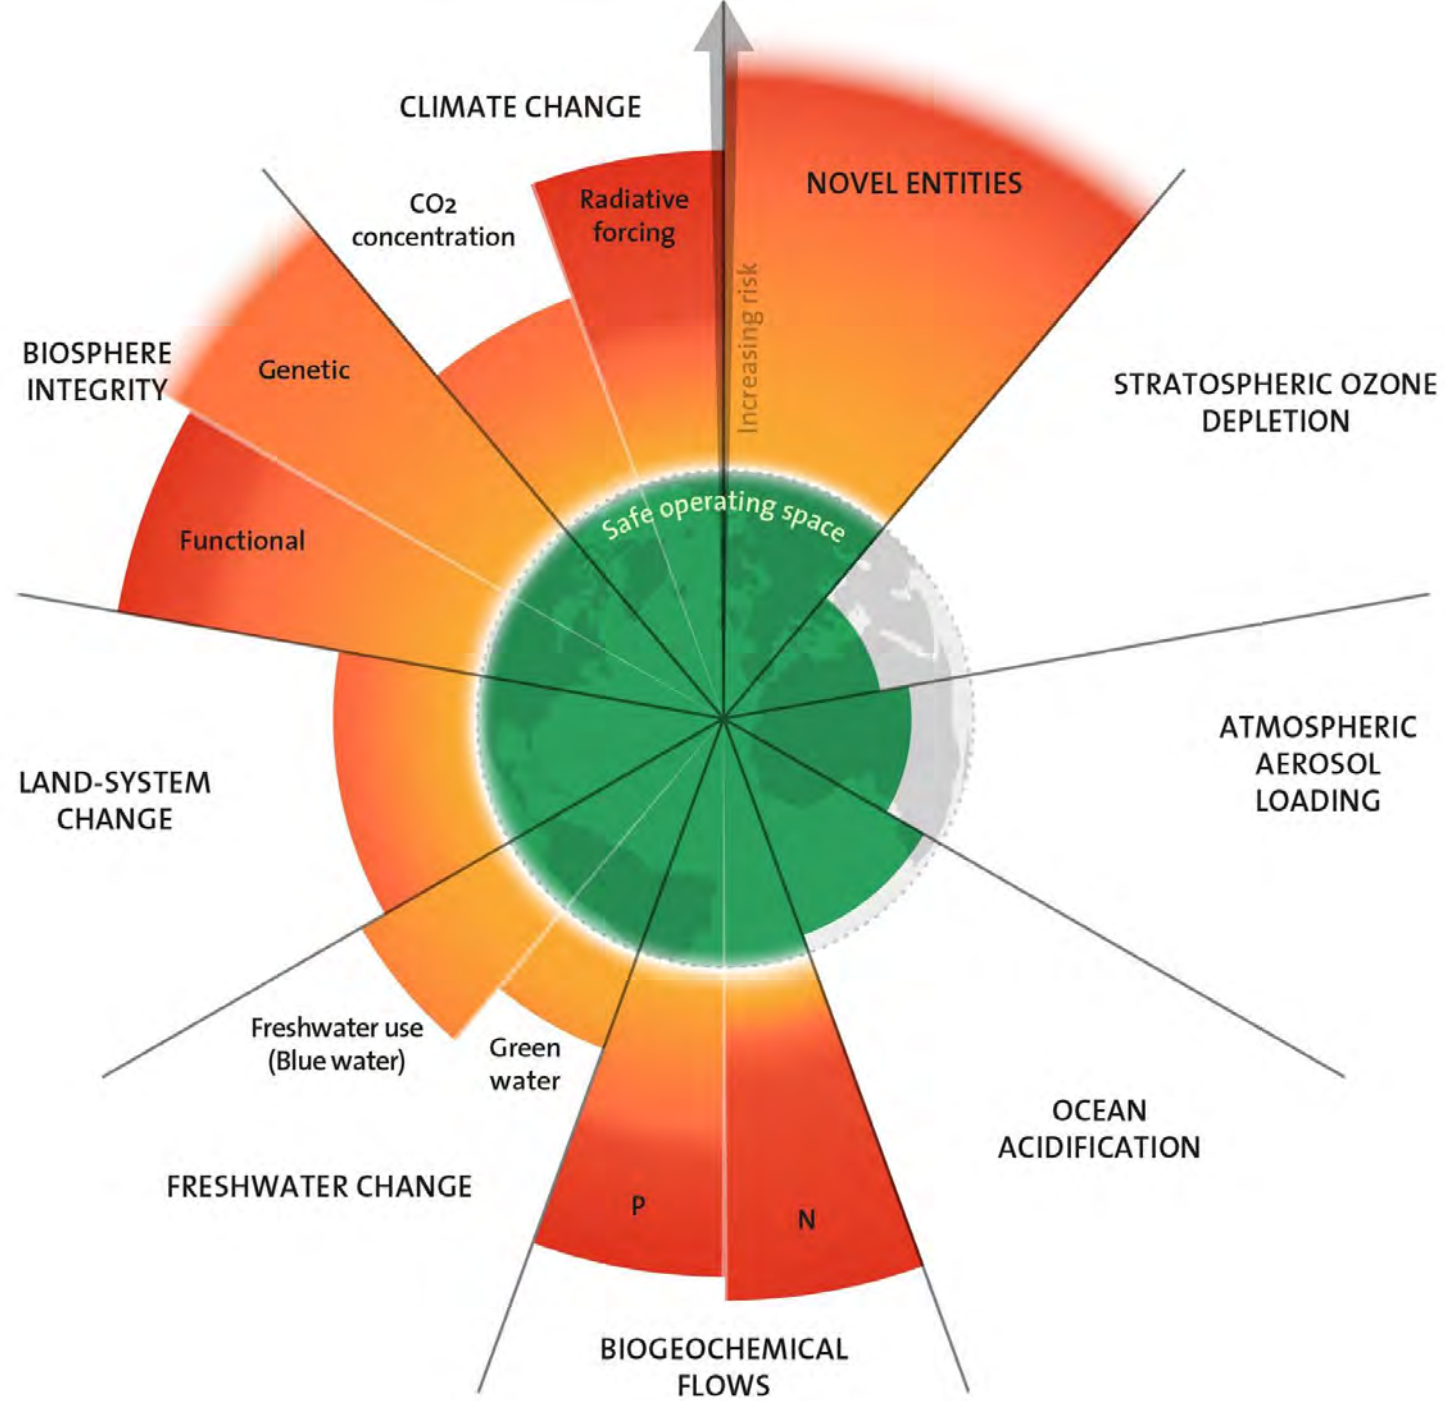 CLIMATE CHANGE
CO2
concentration
Radiative
forcing
NOVEL ENTITIES
Increasing risk
STRATOSPHERIC OZONE
DEPLETION
BIOSPHERE
INTEGRITY
Genetic
Functional
Safe operating space
ATMOSPHERIC
AEROSOL
LOADING
LAND-SYSTEM
CHANGE
Freshwater use
(Blue water)
Green
water
OCEAN
ACIDIFICATION
FRESHWATER CHANGE
P
N
BIOGEOCHEMICAL
FLOWS